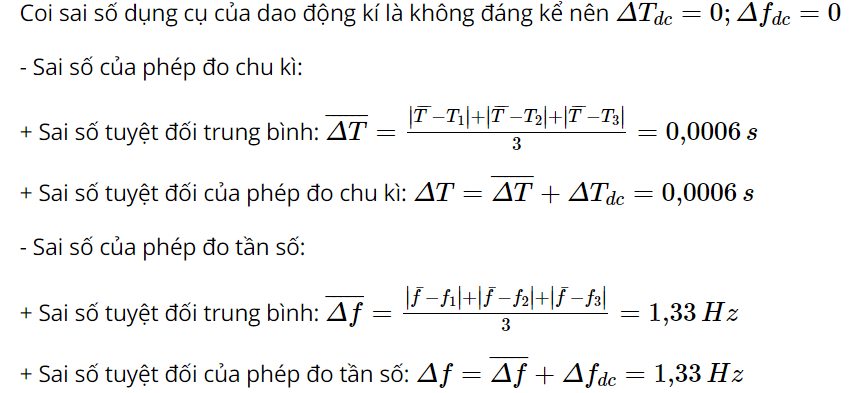 Coi sai số dụng cụ của dao động kí là không đáng kể nên $\Delta T_{dc} = 0; \Delta f_{dc} = 0$
- Sai số của phép đo chu kì:
+ Sai số tuyệt đối trung bình: $\overline{\Delta T} = \frac{|\overline{T}-T_1|+|\overline{T}-T_2|+|\overline{T}-T_3|}{3} = 0,0006\ s$
+ Sai số tuyệt đối của phép đo chu kì: $\Delta T = \overline{\Delta T} + \Delta T_{dc} = 0,0006\ s$
- Sai số của phép đo tần số:
+ Sai số tuyệt đối trung bình: $\overline{\Delta f} = \frac{|\bar{f}-f_1|+|\bar{f}-f_2|+|\bar{f}-f_3|}{3} = 1,33\ Hz$
+ Sai số tuyệt đối của phép đo tần số: $\Delta f = \overline{\Delta f} + \Delta f_{dc} = 1,33\ Hz$